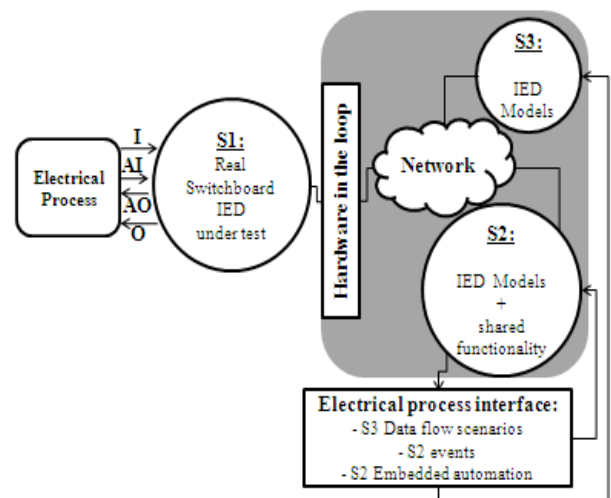 S3:
IED
Models
I
AI
AO
O
Electrical
Process
S1:
Real
Switchboard
IED
under test
Hardware in the loop
Network
S2:
IED Models
+
shared
functionality
Electrical process interface:
- S3 Data flow scenarios
- S2 events
- S2 Embedded automation